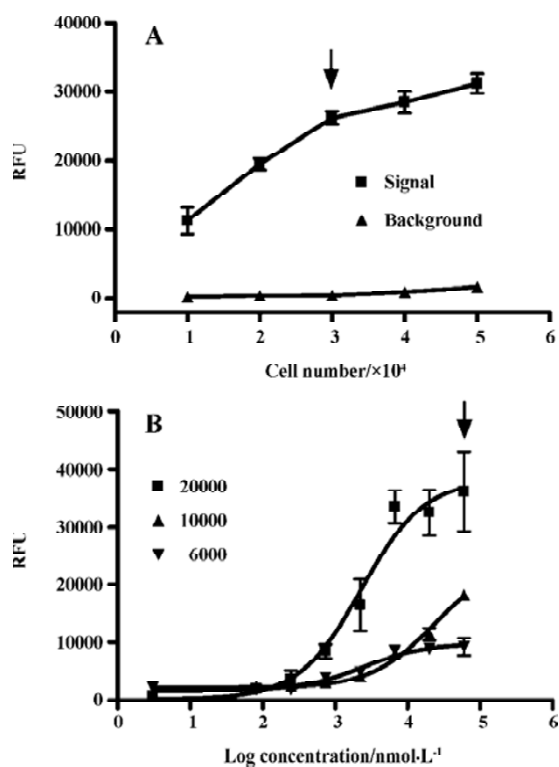 A
40000
30000
20000
10000
0
RFU
Signal
Background
0 1 2 3 4 5 6
Cell number/×10⁴
B
50000
40000
30000
20000
10000
0
RFU
20000
10000
6000
0 1 2 3 4 5 6
Log concentration/nmol·L⁻¹